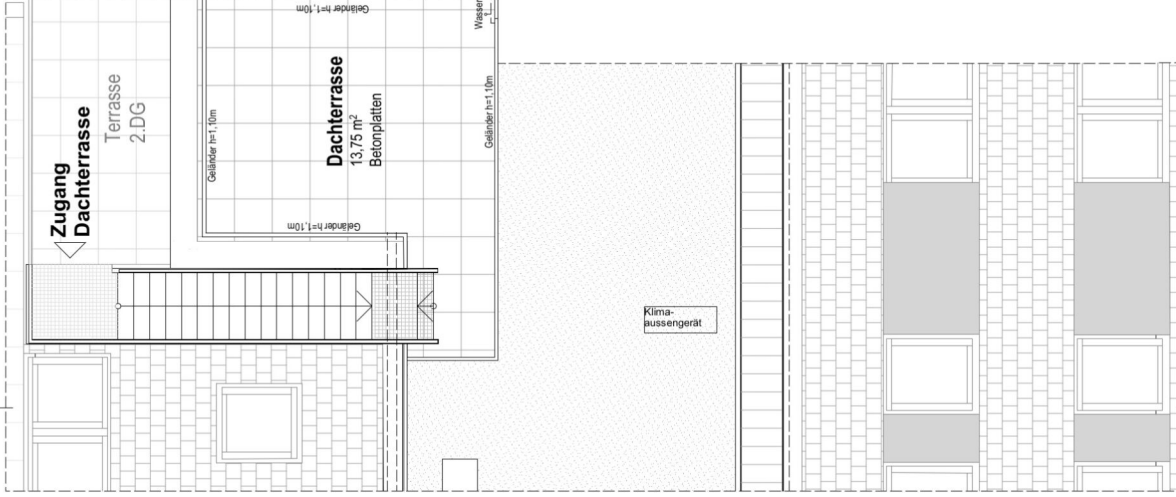 Geländer h=1,10m
Wasser
Zugang
Dachterrasse
Terrasse
2.DG
Geländer h=1,10m
Dachterrasse
13,75 m²
Betonplatten
Geländer h=1,10m
Geländer h=1,10m
Klima-
aussengerät